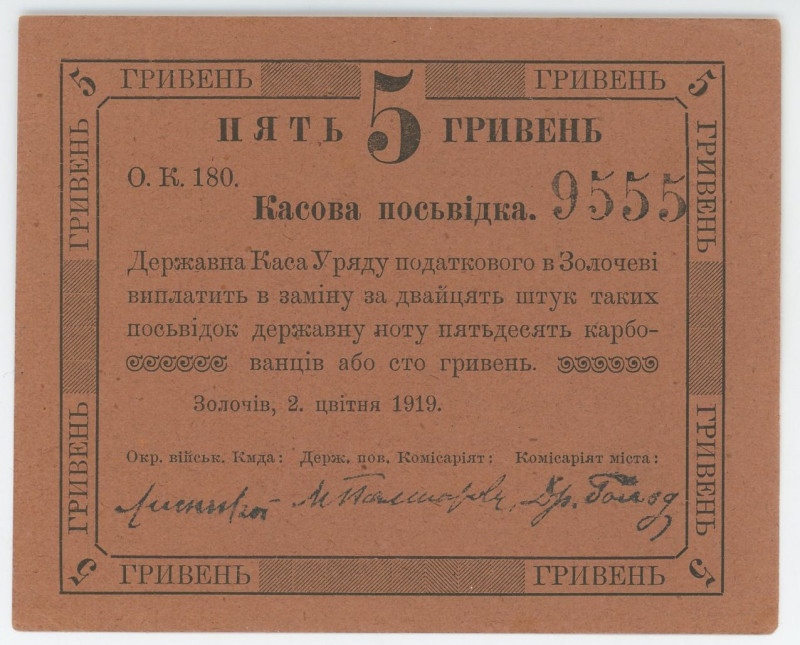 5 ГРИВЕНЬ ГРИВЕНЬ 5
ПЯТЬ 5 ГРИВЕНЬ
О. К. 180.
Касова посьвідка. 9555
Державна Каса Уряду податкового в Золочеві
виплатить в заміну за двайцять штук таких
посьвідок державну ноту пятьдесять карбо-
ванців або сто гривень.
Золочів, 2. цвітня 1919.
Окр. військ. Кмда: Держ. пов. Комісаріят: Комісаріят міста:
Др.
ГРИВЕНЬ
ГРИВЕНЬ
ГРИВЕНЬ
ГРИВЕНЬ
5 ГРИВЕНЬ ГРИВЕНЬ 5